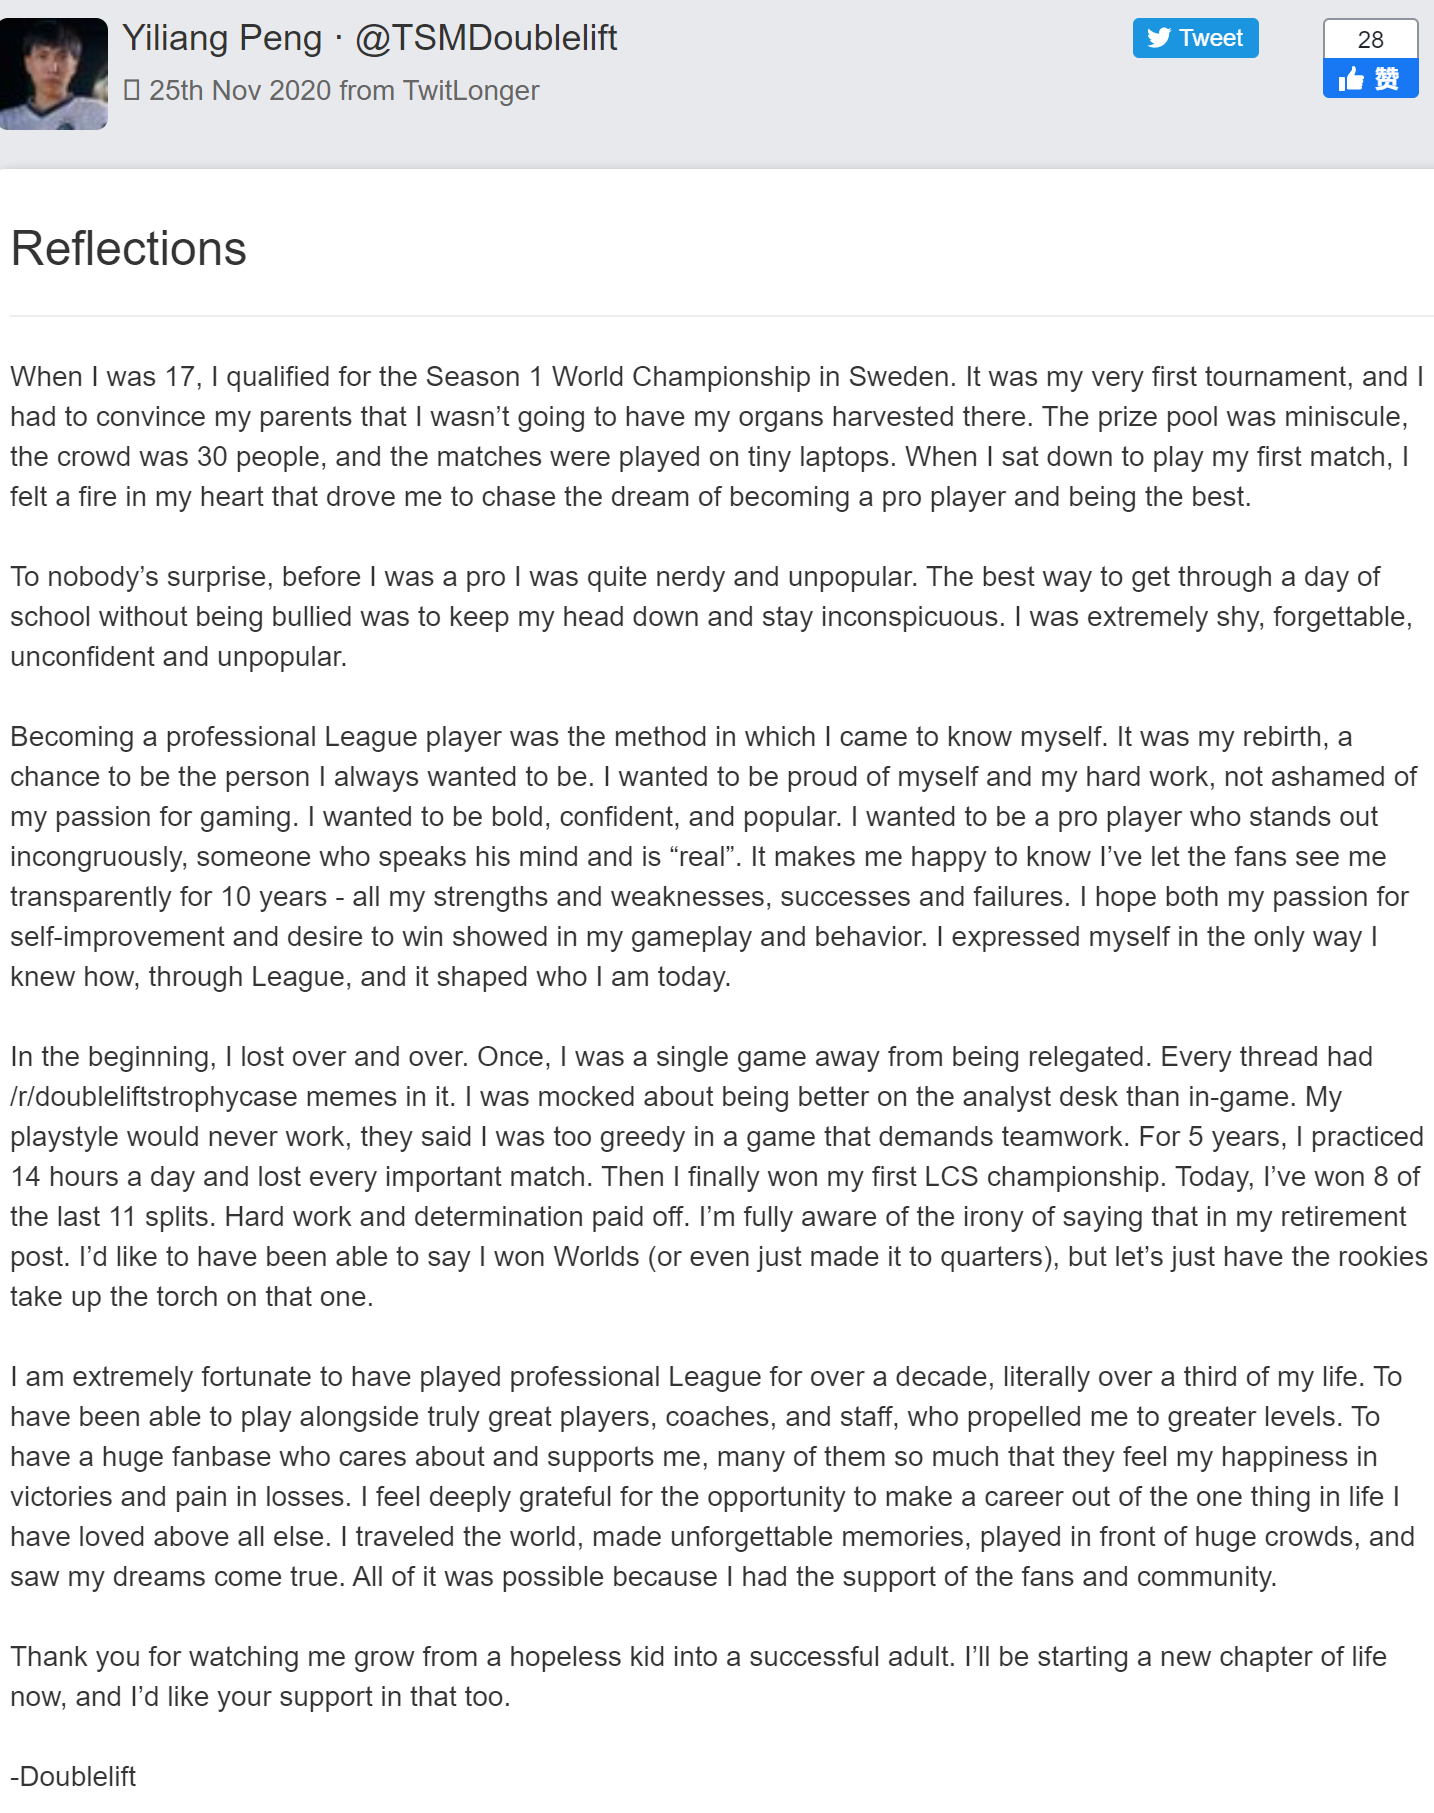 Yiliang Peng · @TSMDoublelift
25th Nov 2020 from TwitLonger
Tweet
28
赞
Reflections
When I was 17, I qualified for the Season 1 World Championship in Sweden. It was my very first tournament, and I
had to convince my parents that I wasn’t going to have my organs harvested there. The prize pool was miniscule,
the crowd was 30 people, and the matches were played on tiny laptops. When I sat down to play my first match, I
felt a fire in my heart that drove me to chase the dream of becoming a pro player and being the best.
To nobody’s surprise, before I was a pro I was quite nerdy and unpopular. The best way to get through a day of
school without being bullied was to keep my head down and stay inconspicuous. I was extremely shy, forgettable,
unconfident and unpopular.
Becoming a professional League player was the method in which I came to know myself. It was my rebirth, a
chance to be the person I always wanted to be. I wanted to be proud of myself and my hard work, not ashamed of
my passion for gaming. I wanted to be bold, confident, and popular. I wanted to be a pro player who stands out
incongruously, someone who speaks his mind and is “real”. It makes me happy to know I’ve let the fans see me
transparently for 10 years - all my strengths and weaknesses, successes and failures. I hope both my passion for
self-improvement and desire to win showed in my gameplay and behavior. I expressed myself in the only way I
knew how, through League, and it shaped who I am today.
In the beginning, I lost over and over. Once, I was a single game away from being relegated. Every thread had
/r/doubleliftstrophycase memes in it. I was mocked about being better on the analyst desk than in-game. My
playstyle would never work, they said I was too greedy in a game that demands teamwork. For 5 years, I practiced
14 hours a day and lost every important match. Then I finally won my first LCS championship. Today, I’ve won 8 of
the last 11 splits. Hard work and determination paid off. I’m fully aware of the irony of saying that in my retirement
post. I’d like to have been able to say I won Worlds (or even just made it to quarters), but let’s just have the rookies
take up the torch on that one.
I am extremely fortunate to have played professional League for over a decade, literally over a third of my life. To
have been able to play alongside truly great players, coaches, and staff, who propelled me to greater levels. To
have a huge fanbase who cares about and supports me, many of them so much that they feel my happiness in
victories and pain in losses. I feel deeply grateful for the opportunity to make a career out of the one thing in life I
have loved above all else. I traveled the world, made unforgettable memories, played in front of huge crowds, and
saw my dreams come true. All of it was possible because I had the support of the fans and community.
Thank you for watching me grow from a hopeless kid into a successful adult. I’ll be starting a new chapter of life
now, and I’d like your support in that too.
-Doublelift